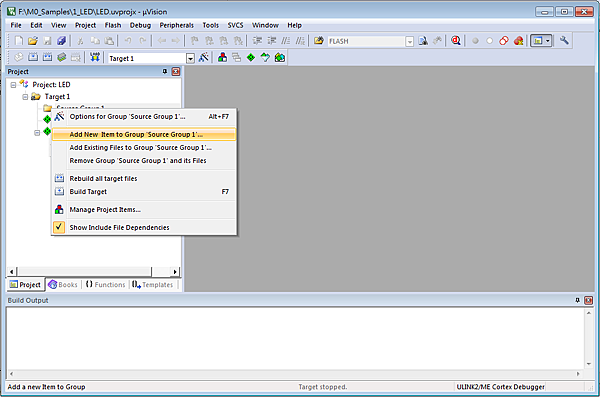 F:\M0_Samples\1_LED\LED.uvprojx - µVision
File Edit View Project Flash Debug Peripherals Tools SVCS Window Help
FLASH
Target 1
Project
Project: LED
Target 1
Source Group 1
Options for Group 'Source Group 1'... Alt+F7
Add New Item to Group 'Source Group 1'...
Add Existing Files to Group 'Source Group 1'...
Remove Group 'Source Group 1' and its Files
Rebuild all target files
Build Target F7
Manage Project Items...
Show Include File Dependencies
Project Books {} Functions Templates
Build Output
Add a new Item to Group Target stopped. ULINK2/ME Cortex Debugger